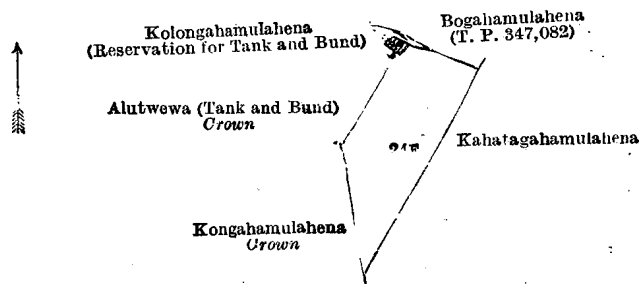 Kolongahamulahena
(Reservation for Tank and Bund)
Bogahamulahena
(T. P. 347,082)
Alutwewa (Tank and Bund)
Crown
Kahatagahamulahena
Kongahamulahena
Crown